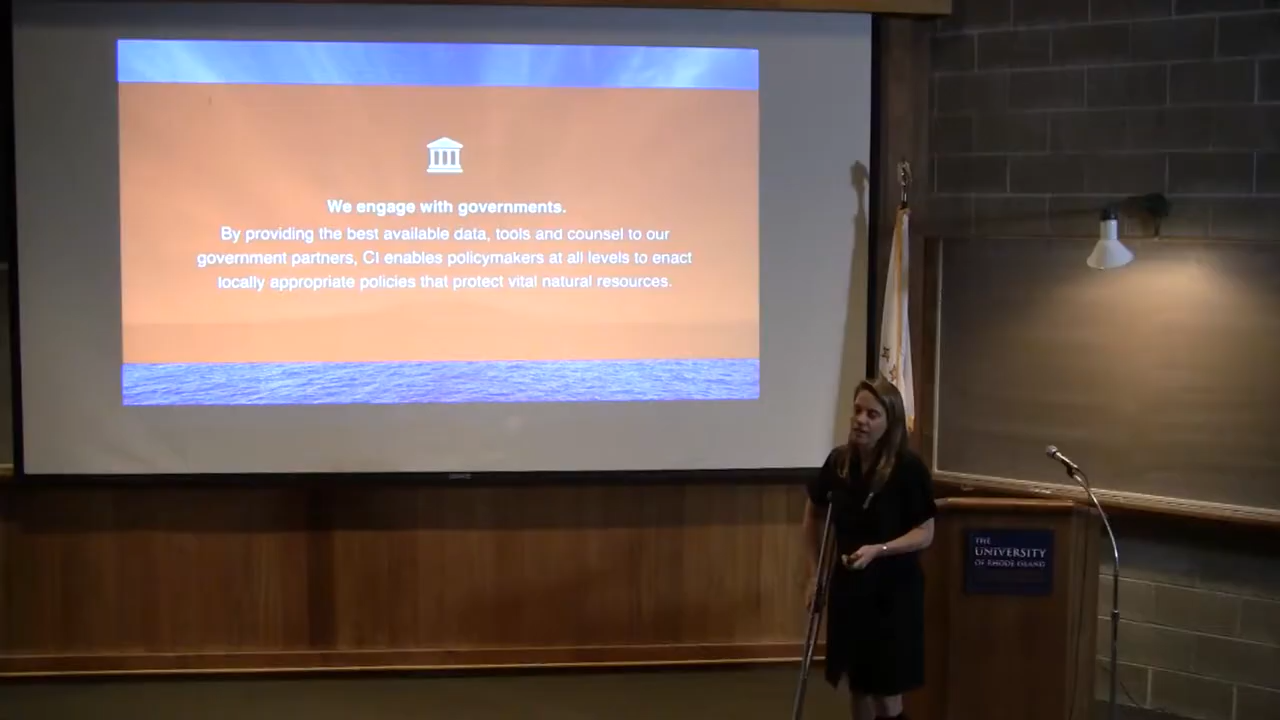 We engage with governments.
By providing the best available data, tools and counsel to our
government partners, CI enables policymakers at all levels to enact
locally appropriate policies that protect vital natural resources.
THE
UNIVERSITY
OF RHODE ISLAND